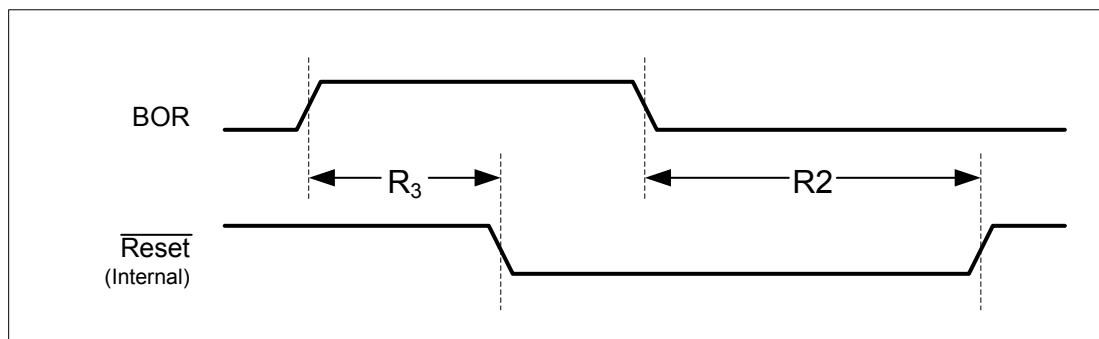 BOR
R₃
R2
Reset
(Internal)